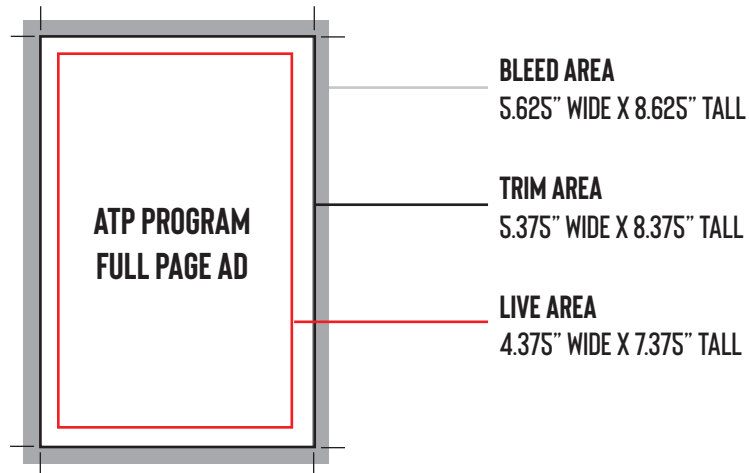 ATP PROGRAM
FULL PAGE AD
BLEED AREA
5.625” WIDE X 8.625” TALL
TRIM AREA
5.375” WIDE X 8.375” TALL
LIVE AREA
4.375” WIDE X 7.375” TALL